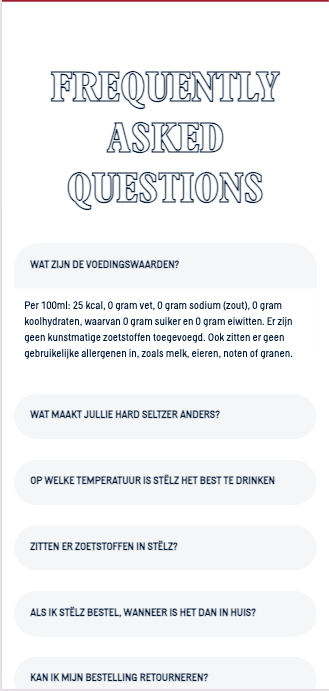 FREQUENTLY
ASKED
QUESTIONS
WAT ZIJN DE VOEDINGSWAARDEN?
Per 100ml: 25 kcal, 0 gram vet, 0 gram sodium (zout), 0 gram
koolhydraten, waarvan 0 gram suiker en 0 gram eiwitten. Er zijn
geen kunstmatige zoetstoffen toegevoegd. Ook zitten er geen
gebruikelijke allergenen in, zoals melk, eieren, noten of granen.
WAT MAAKT JULLIE HARD SELTZER ANDERS?
OP WELKE TEMPERATUUR IS STËLZ HET BEST TE DRINKEN
ZITTEN ER ZOETSTOFFEN IN STËLZ?
ALS IK STËLZ BESTEL, WANNEER IS HET DAN IN HUIS?
KAN IK MIJN BESTELLING RETOURNEREN?